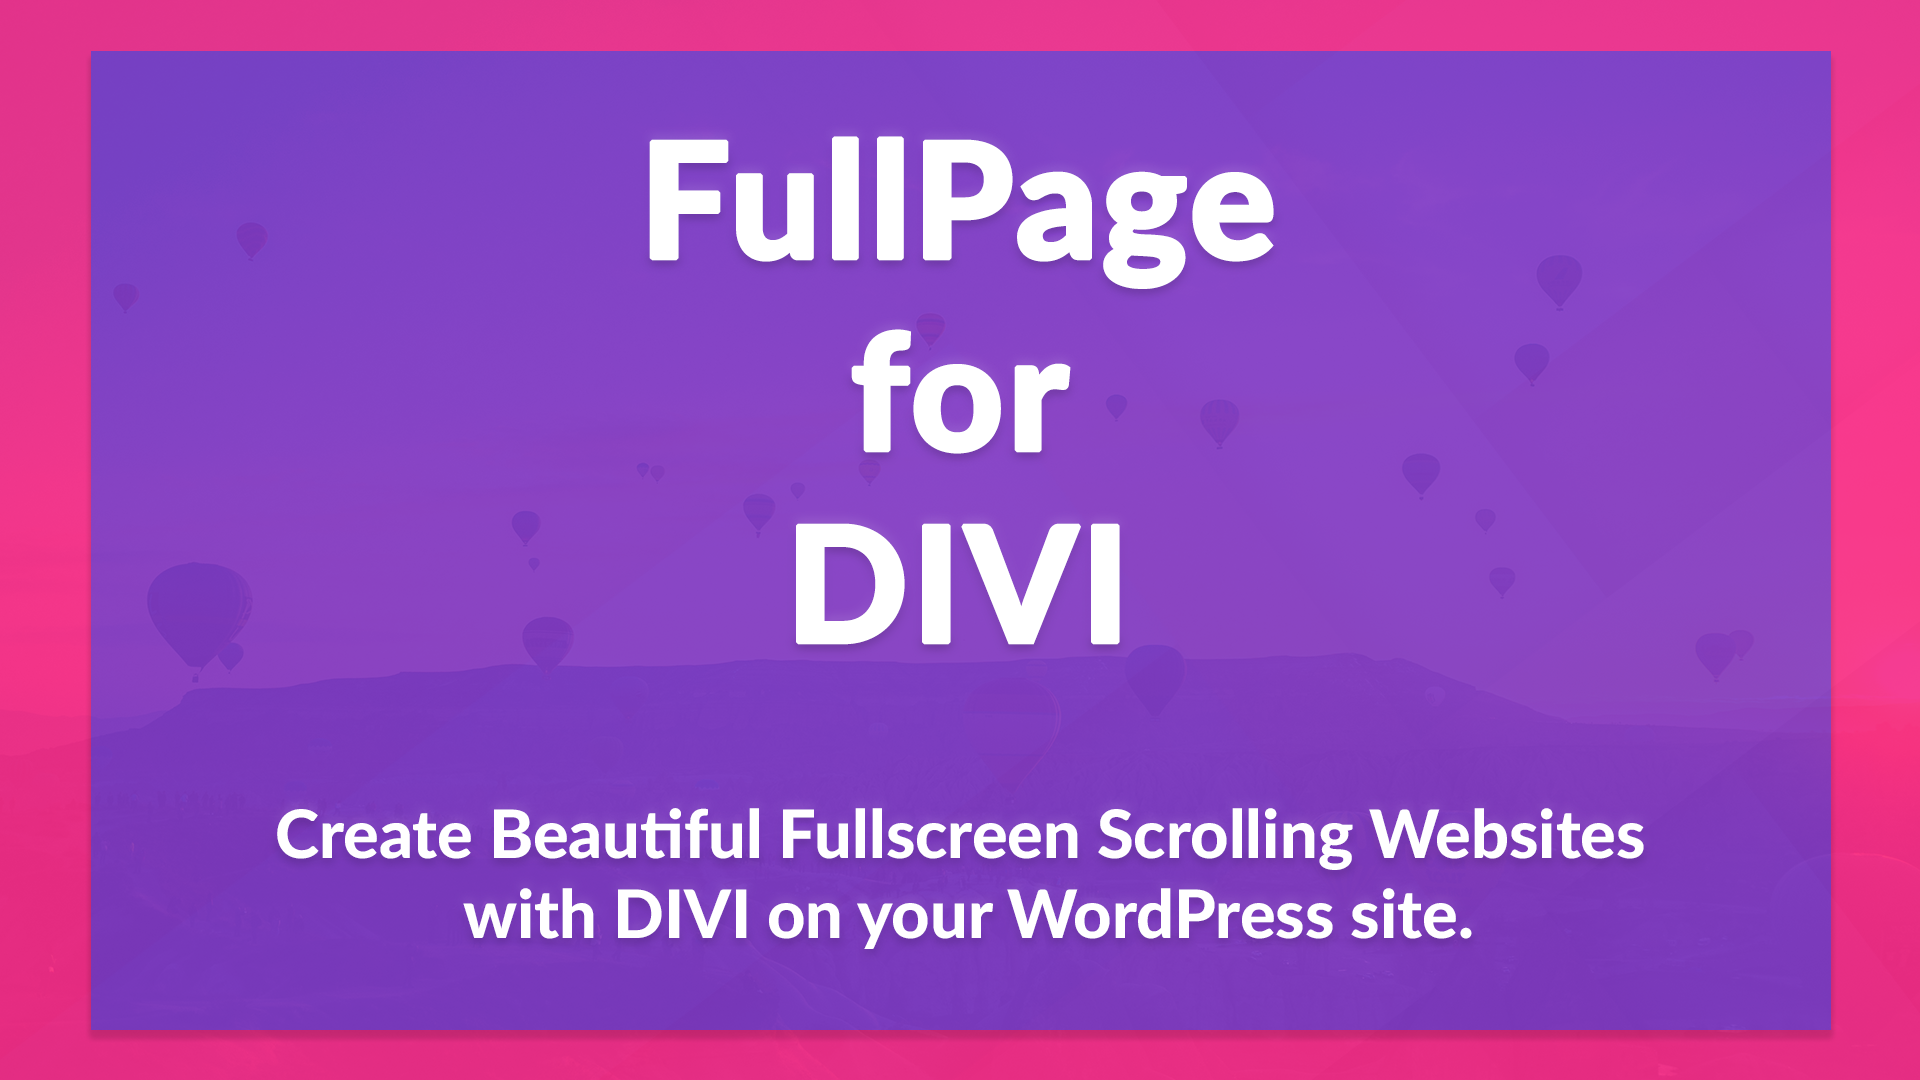 FullPage
for
DIVI
Create Beautiful Fullscreen Scrolling Websites
with DIVI on your WordPress site.